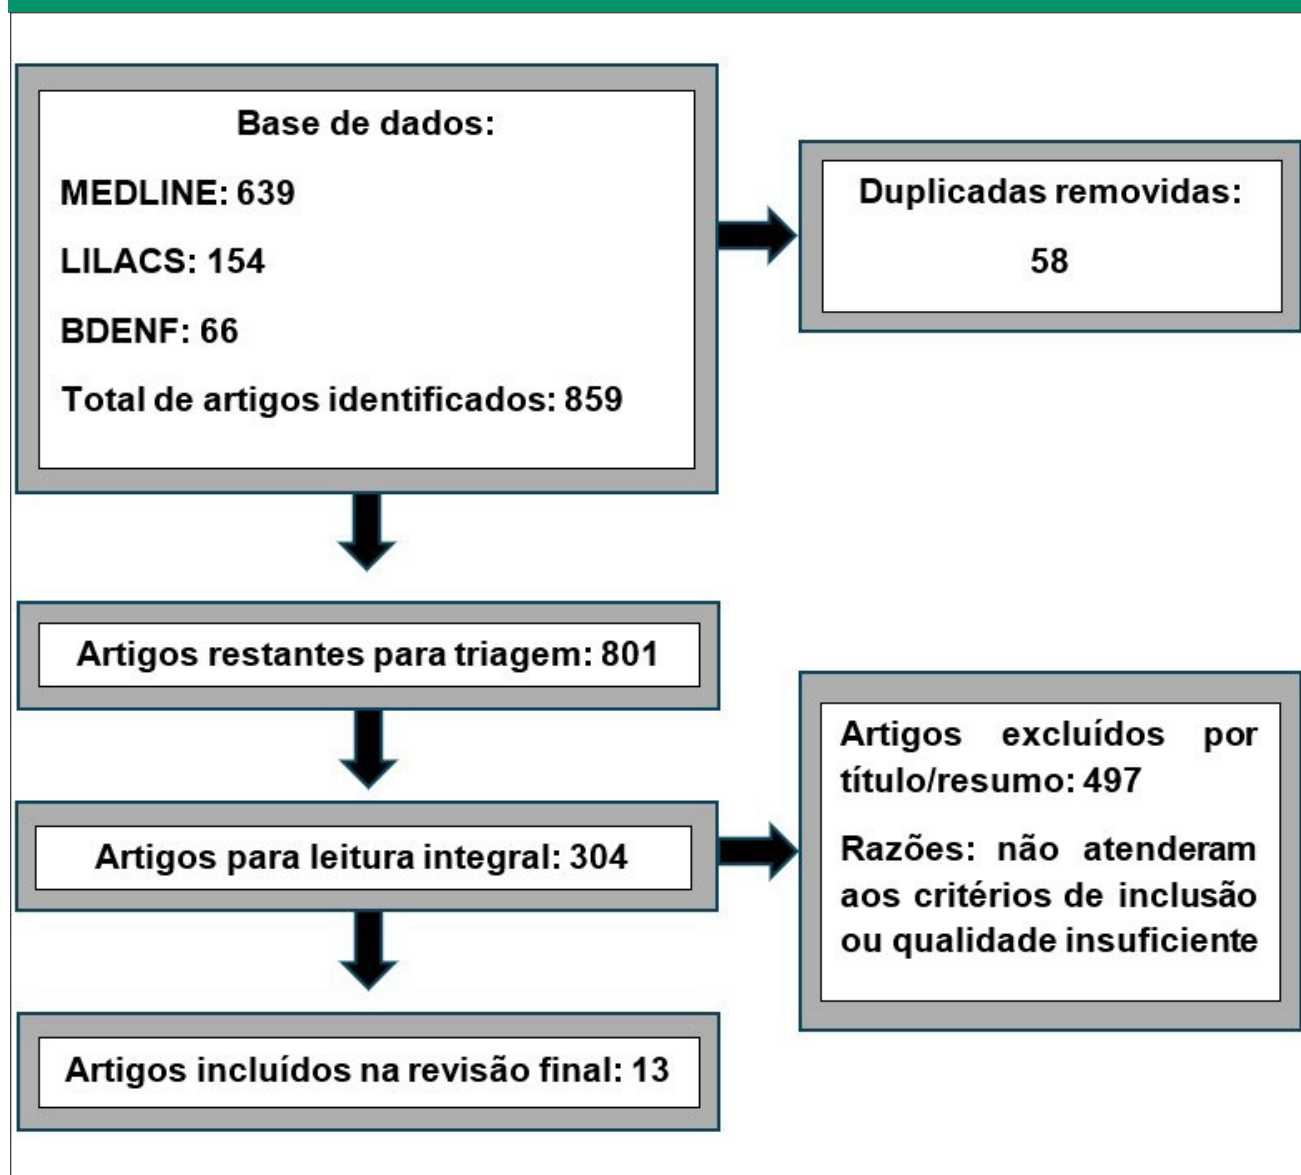 Base de dados:
MEDLINE: 639
LILACS: 154
BDENF: 66
Total de artigos identificados: 859
Duplicadas removidas:
58
Artigos restantes para triagem: 801
Artigos para leitura integral: 304
Artigos excluídos por
título/resumo: 497
Razões: não atenderam
aos critérios de inclusão
ou qualidade insuficiente
Artigos incluídos na revisão final: 13